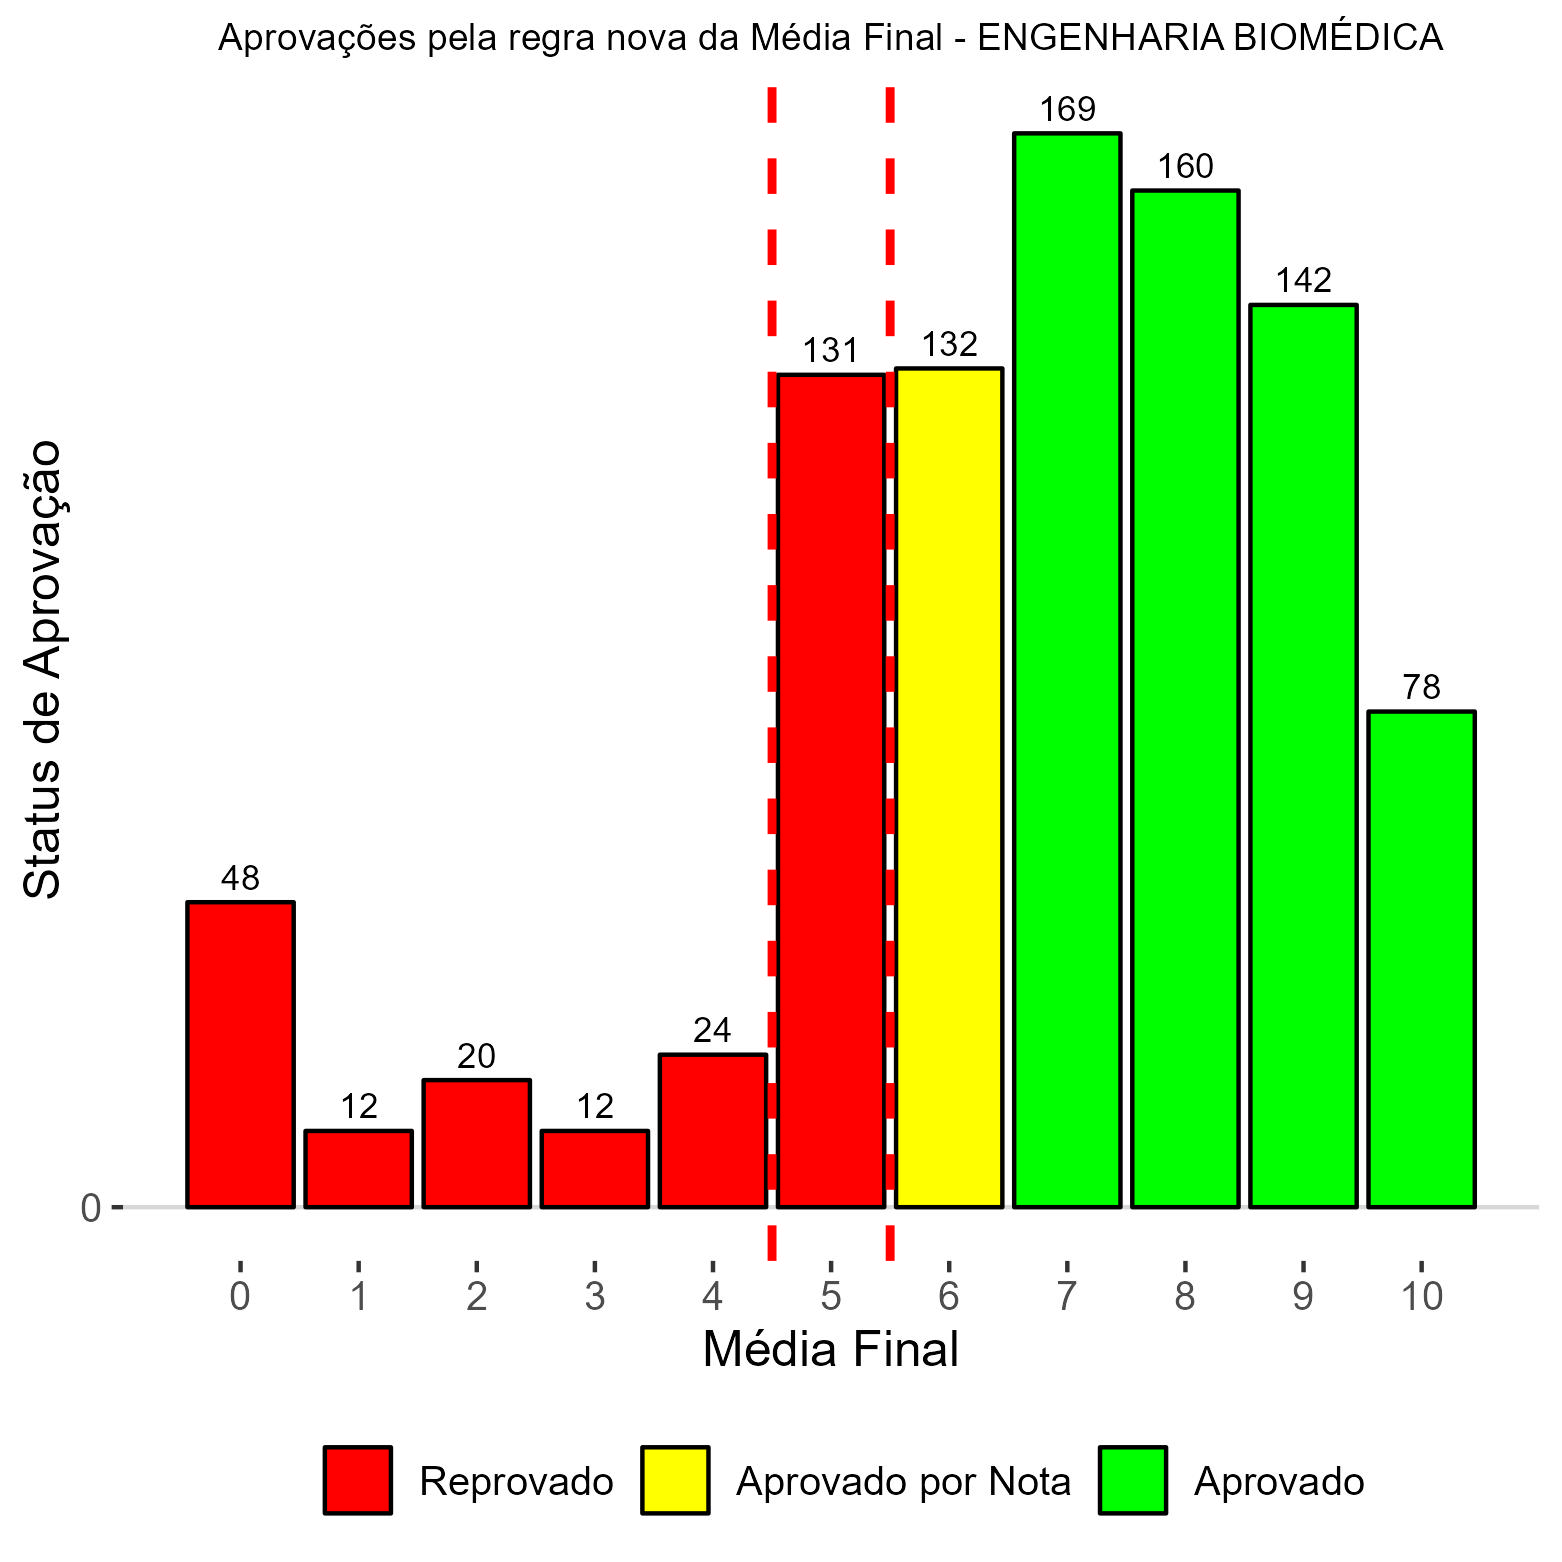 Aprovações pela regra nova da Média Final - ENGENHARIA BIOMÉDICA
169
160
142
131
132
78
48
24
20
12
12
Status de Aprovação
0
0 1 2 3 4 5 6 7 8 9 10
Média Final
Reprovado Aprovado por Nota Aprovado